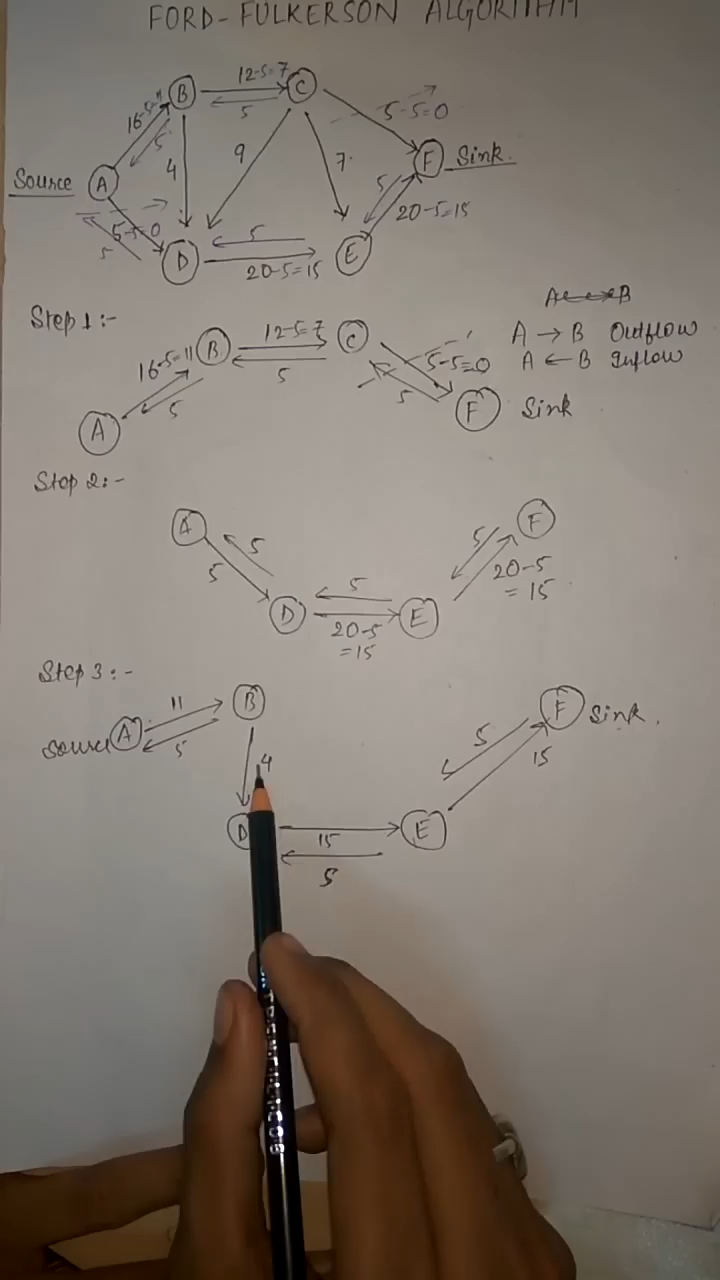 FORD-FULKERSON ALGORITHM
12-5=7
B
C
5
16-5=11
5
5-5=0
4
9
7
Source
A
F
Sink
5
20-5=15
5-5=0
5
D
5
20-5=15
E
Step 1:-
A ⟷ B
A → B Outflow
A ← B Inflow
16-5=11
B
12-5=7
C
5-5=0
5
5
5
A
F
Sink
Step 2:-
A
5
5
F
5
20-5
=15
D
5
E
20-5
=15
Step 3:-
Source
A
11
5
B
F
Sink.
5
15
4
D
15
5
E